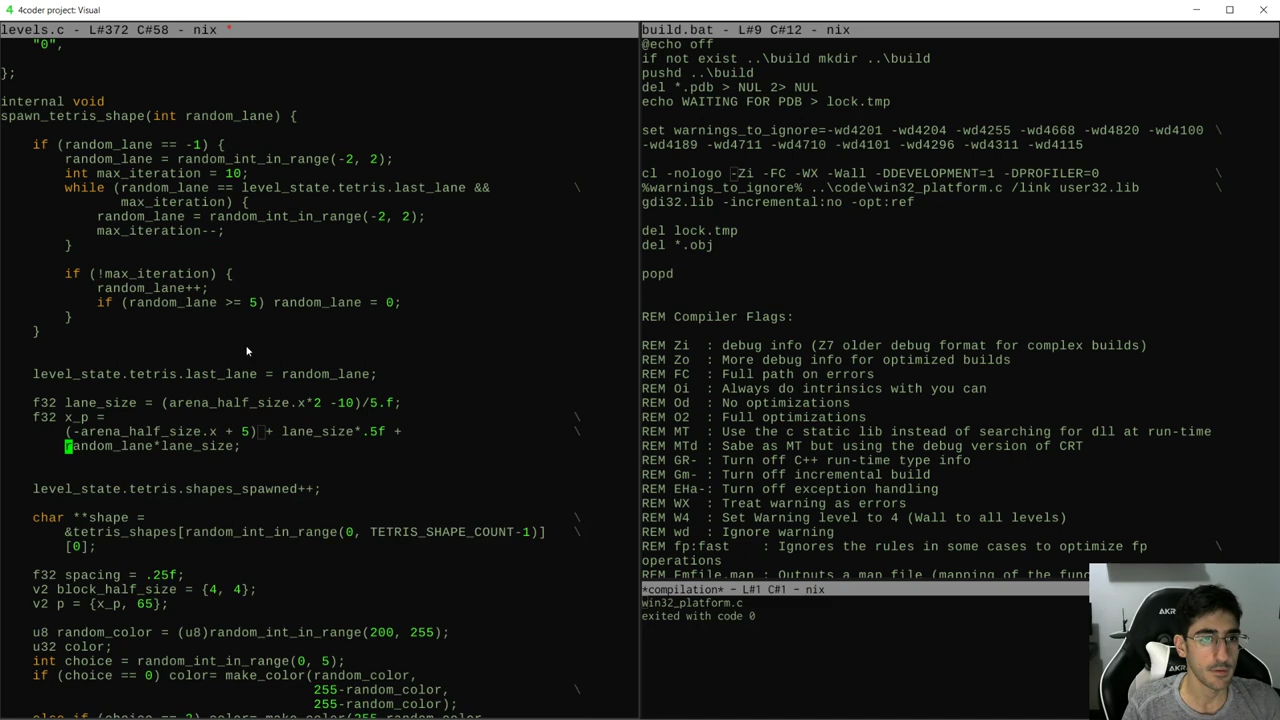 4coder project: Visual
levels.c - L#372 C#58 - nix *
"0",
};
internal void
spawn_tetris_shape(int random_lane) {
if (random_lane == -1) {
random_lane = random_int_in_range(-2, 2);
int max_iteration = 10;
while (random_lane == level_state.tetris.last_lane && \
max_iteration) {
random_lane = random_int_in_range(-2, 2);
max_iteration--;
}
if (!max_iteration) {
random_lane++;
if (random_lane >= 5) random_lane = 0;
}
}
level_state.tetris.last_lane = random_lane;
f32 lane_size = (arena_half_size.x*2 -10)/5.f;
f32 x_p = \
(-arena_half_size.x + 5) + lane_size*.5f + \
random_lane*lane_size;
level_state.tetris.shapes_spawned++;
char **shape = \
&tetris_shapes[random_int_in_range(0, TETRIS_SHAPE_COUNT-1)] \
[0];
f32 spacing = .25f;
v2 block_half_size = {4, 4};
v2 p = {x_p, 65};
u8 random_color = (u8)random_int_in_range(200, 255);
u32 color;
int choice = random_int_in_range(0, 5);
if (choice == 0) color= make_color(random_color,
255-random_color, \
255-random_color);
build.bat - L#9 C#12 - nix
@echo off
if not exist ..\build mkdir ..\build
pushd ..\build
del *.pdb > NUL 2> NUL
echo WAITING FOR PDB > lock.tmp
set warnings_to_ignore=-wd4201 -wd4204 -wd4255 -wd4668 -wd4820 -wd4100 \
-wd4189 -wd4711 -wd4710 -wd4101 -wd4296 -wd4311 -wd4115
cl -nologo -Zi -FC -WX -Wall -DDEVELOPMENT=1 -DPROFILER=0 \
%warnings_to_ignore% ..\code\win32_platform.c /link user32.lib \
gdi32.lib -incremental:no -opt:ref
del lock.tmp
del *.obj
popd
REM Compiler Flags:
REM Zi : debug info (Z7 older debug format for complex builds)
REM Zo : More debug info for optimized builds
REM FC : Full path on errors
REM Oi : Always do intrinsics with you can
REM Od : No optimizations
REM O2 : Full optimizations
REM MT : Use the c static lib instead of searching for dll at run-time
REM MTd : Sabe as MT but using the debug version of CRT
REM GR- : Turn off C++ run-time type info
REM Gm- : Turn off incremental build
REM EHa-: Turn off exception handling
REM WX : Treat warning as errors
REM W4 : Set Warning level to 4 (Wall to all levels)
REM wd : Ignore warning
REM fp:fast : Ignores the rules in some cases to optimize fp \
operations
REM Fmfile.map : Outputs a map file (mapping of the
*compilation* - L#1 C#1 - nix
win32_platform.c
exited with code 0
AKR
AKR